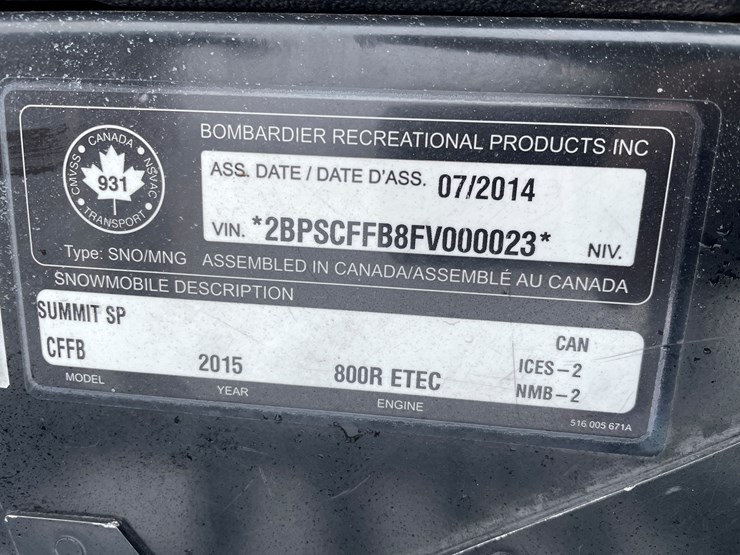 CANADA
CMVSS
NSVAC
931
TRANSPORT
BOMBARDIER RECREATIONAL PRODUCTS INC
ASS. DATE / DATE D'ASS. 07/2014
VIN. *2BPSCFFB8FV000023* NIV.
Type: SNO/MNG ASSEMBLED IN CANADA/ASSEMBLÉ AU CANADA
SNOWMOBILE DESCRIPTION
SUMMIT SP
CAN
CFFB 2015 800R ETEC ICES-2
NMB-2
MODEL YEAR ENGINE
516 005 671A